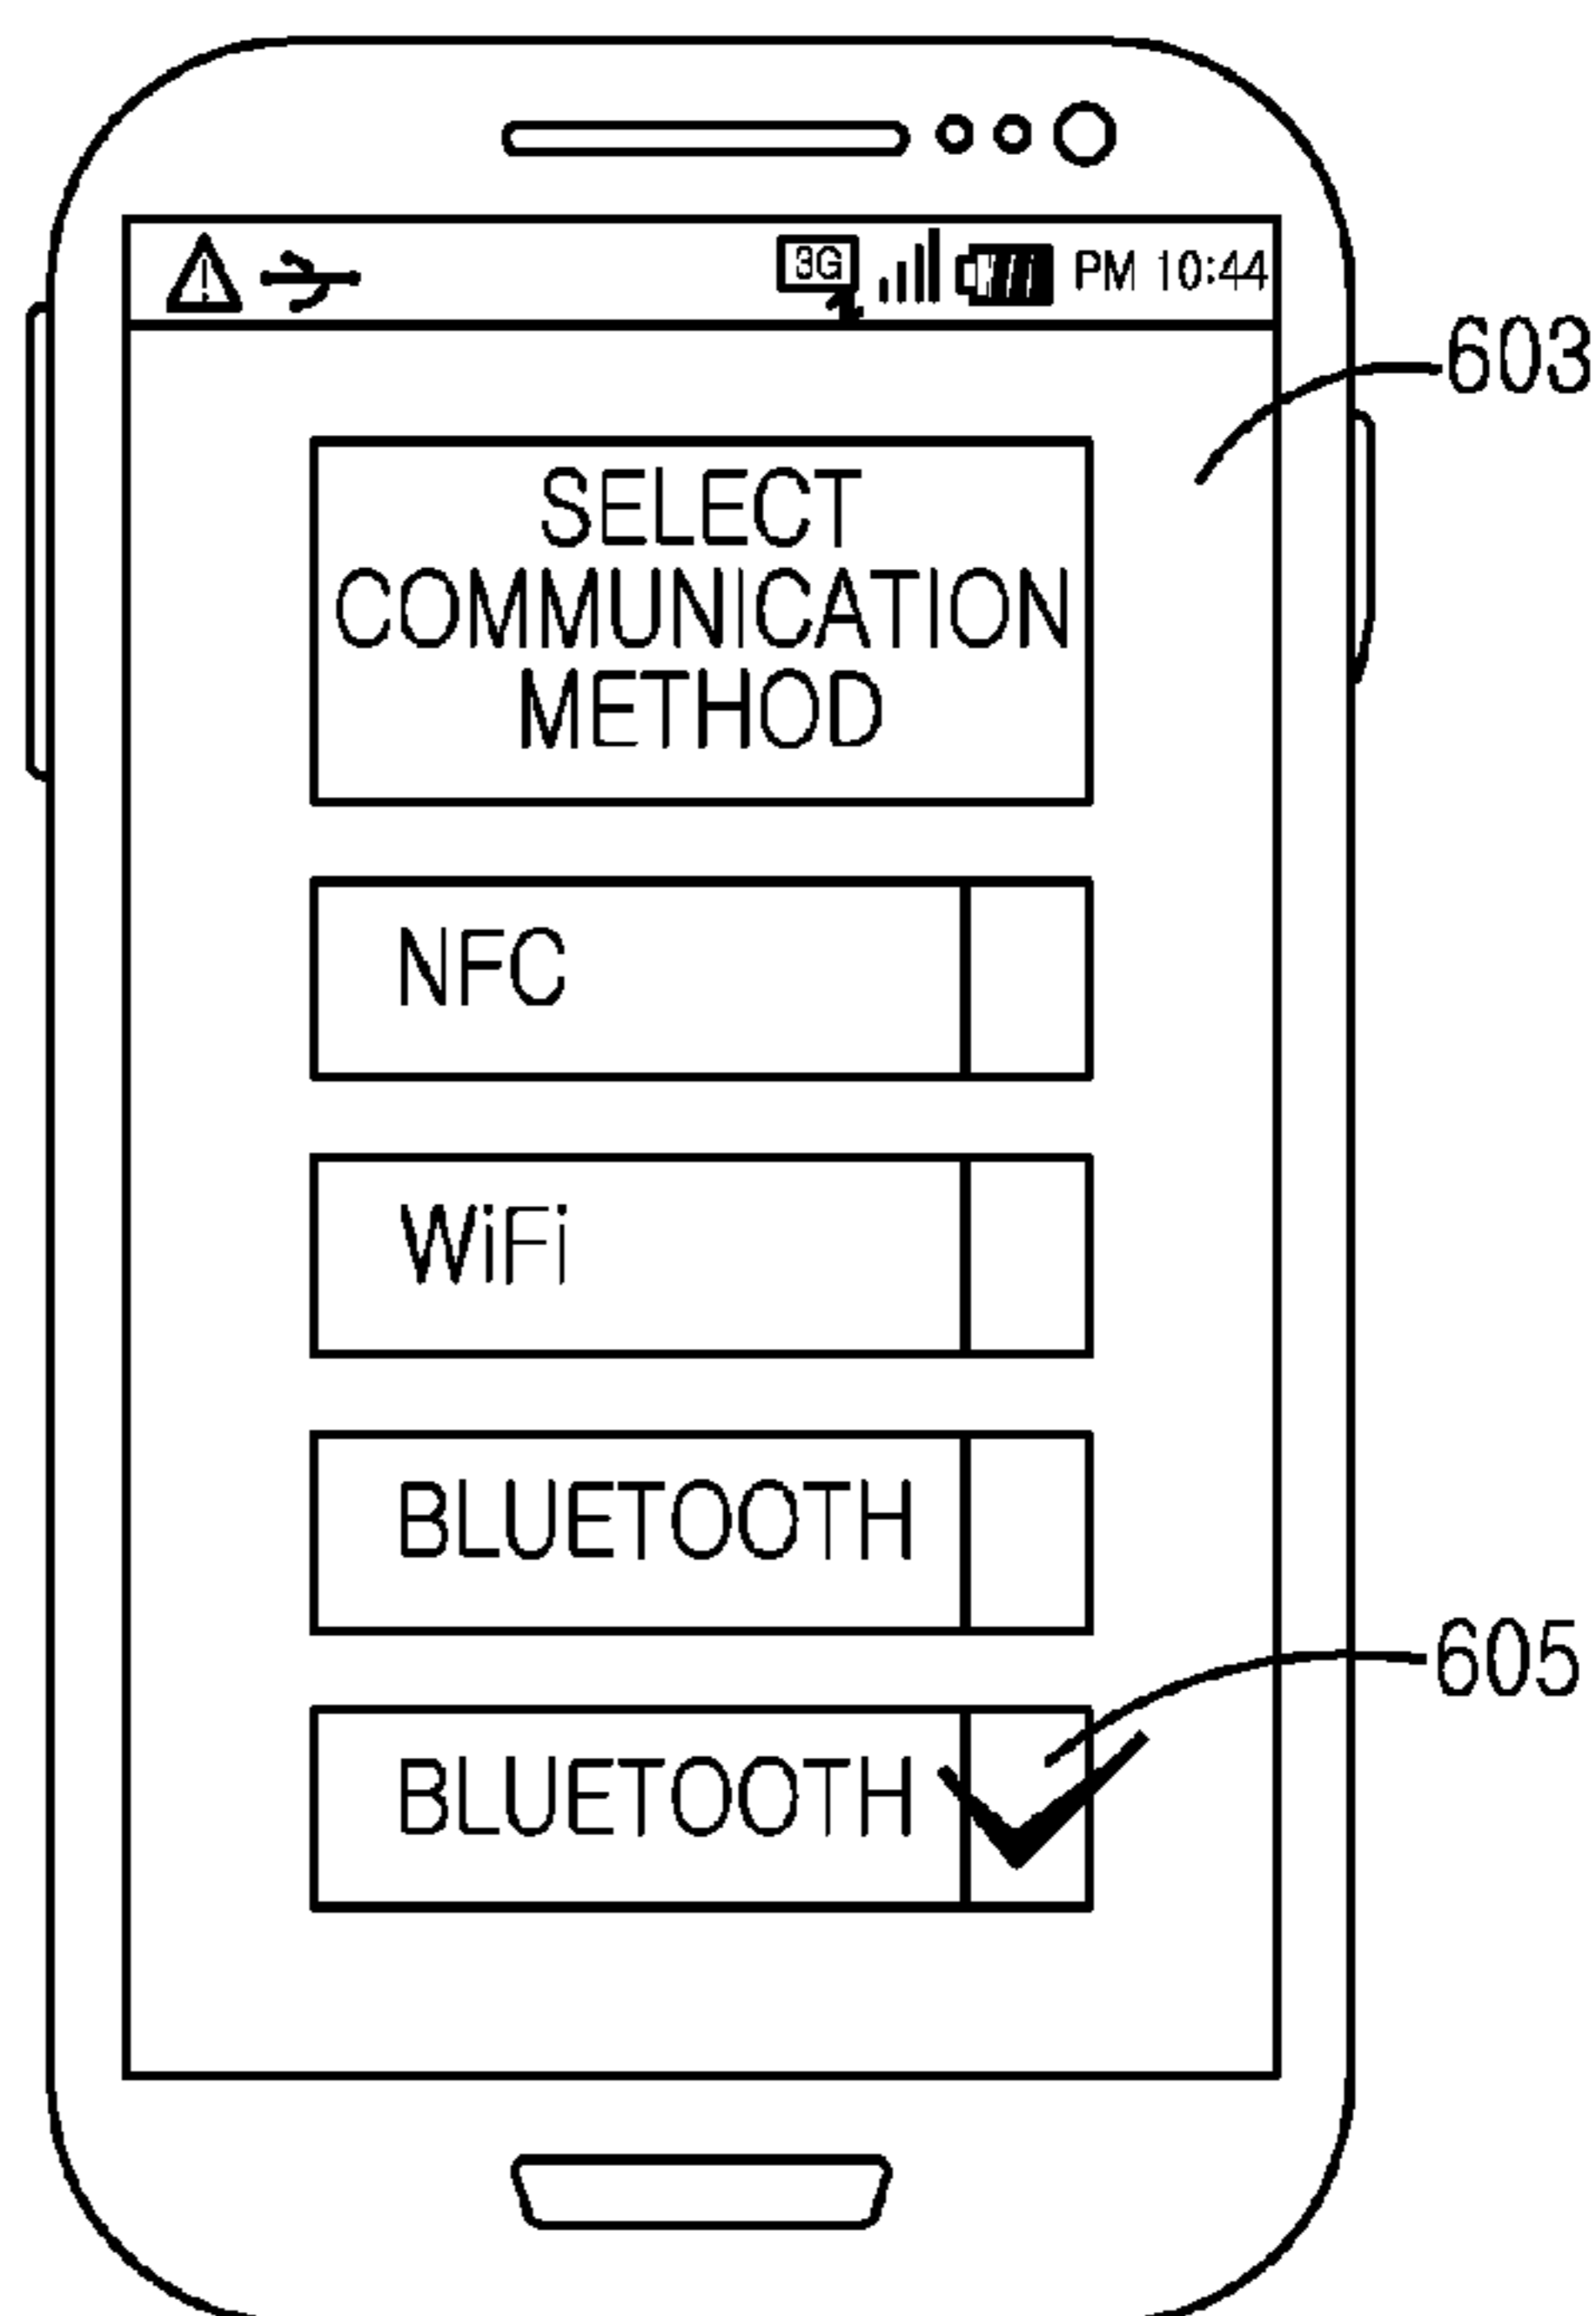 3G PM 10:44
603
SELECT
COMMUNICATION
METHOD
NFC
WiFi
BLUETOOTH
605
BLUETOOTH